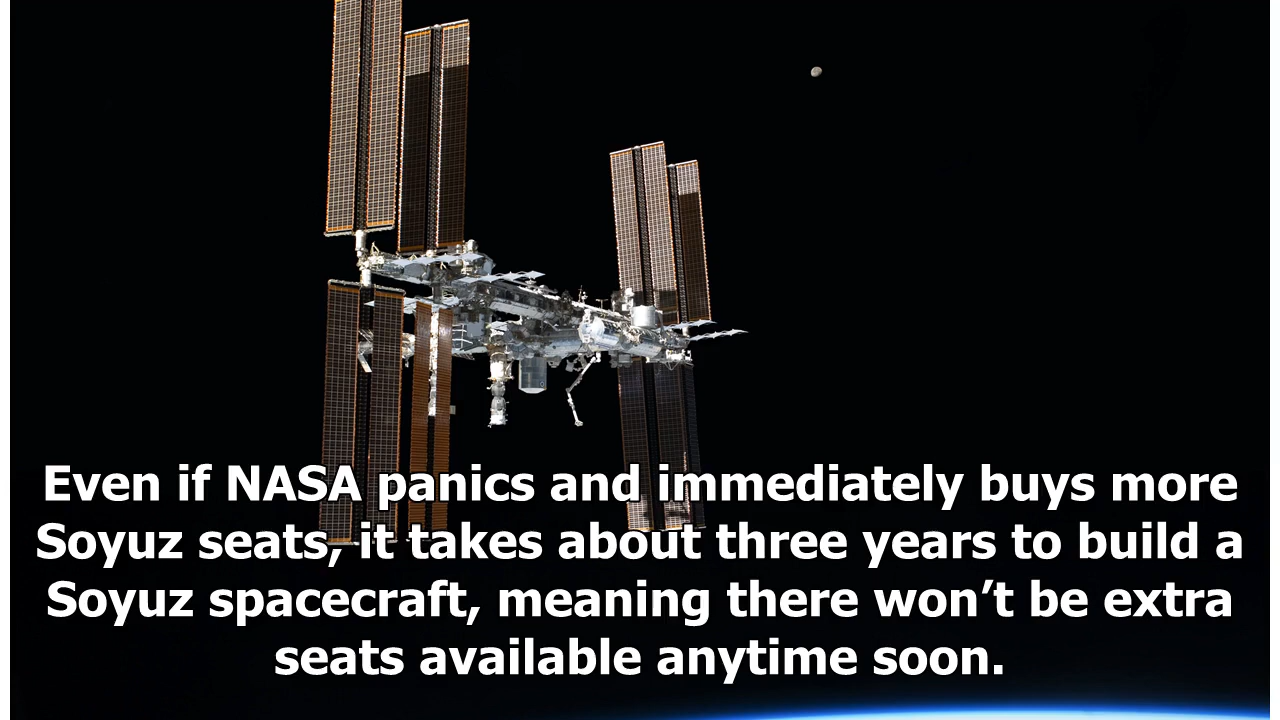 Even if NASA panics and immediately buys more
Soyuz seats, it takes about three years to build a
Soyuz spacecraft, meaning there won’t be extra
seats available anytime soon.